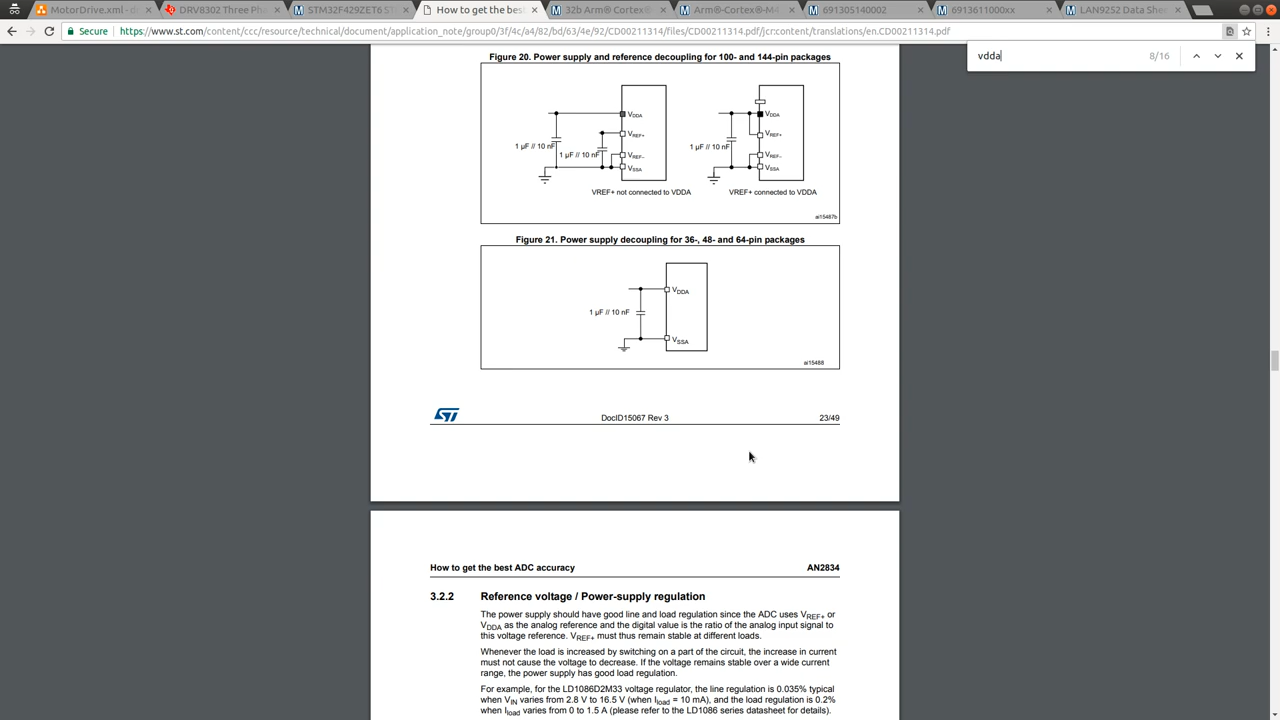 MotorDrive.xml - dr
DRV8302 Three Pha
STM32F429ZET6 ST
How to get the bes
32b Arm® Cortex®
Arm®-Cortex®-M4
691305140002
6913611000xx
LAN9252 Data Shee
Secure
https://www.st.com/content/ccc/resource/technical/document/application_note/group0/3f/4c/a4/82/bd/63/4e/92/CD00211314/files/CD00211314.pdf/jcr:content/translations/en.CD00211314.pdf
vdda
8/16
Figure 20. Power supply and reference decoupling for 100- and 144-pin packages
VDDA
VREF+
1 µF // 10 nF
1 µF // 10 nF
VREF–
VSSA
VREF+ not connected to VDDA
VDDA
VREF+
1 µF // 10 nF
VREF–
VSSA
VREF+ connected to VDDA
ai15487b
Figure 21. Power supply decoupling for 36-, 48- and 64-pin packages
VDDA
1 µF // 10 nF
VSSA
ai15488
DocID15067 Rev 3
23/49
How to get the best ADC accuracy
AN2834
3.2.2 Reference voltage / Power-supply regulation
The power supply should have good line and load regulation since the ADC uses VREF+ or
VDDA as the analog reference and the digital value is the ratio of the analog input signal to
this voltage reference. VREF+ must thus remain stable at different loads.
Whenever the load is increased by switching on a part of the circuit, the increase in current
must not cause the voltage to decrease. If the voltage remains stable over a wide current
range, the power supply has good load regulation.
For example, for the LD1086D2M33 voltage regulator, the line regulation is 0.035% typical
when VIN varies from 2.8 V to 16.5 V (when Iload = 10 mA), and the load regulation is 0.2%
when Iload varies from 0 to 1.5 A (please refer to the LD1086 series datasheet for details).